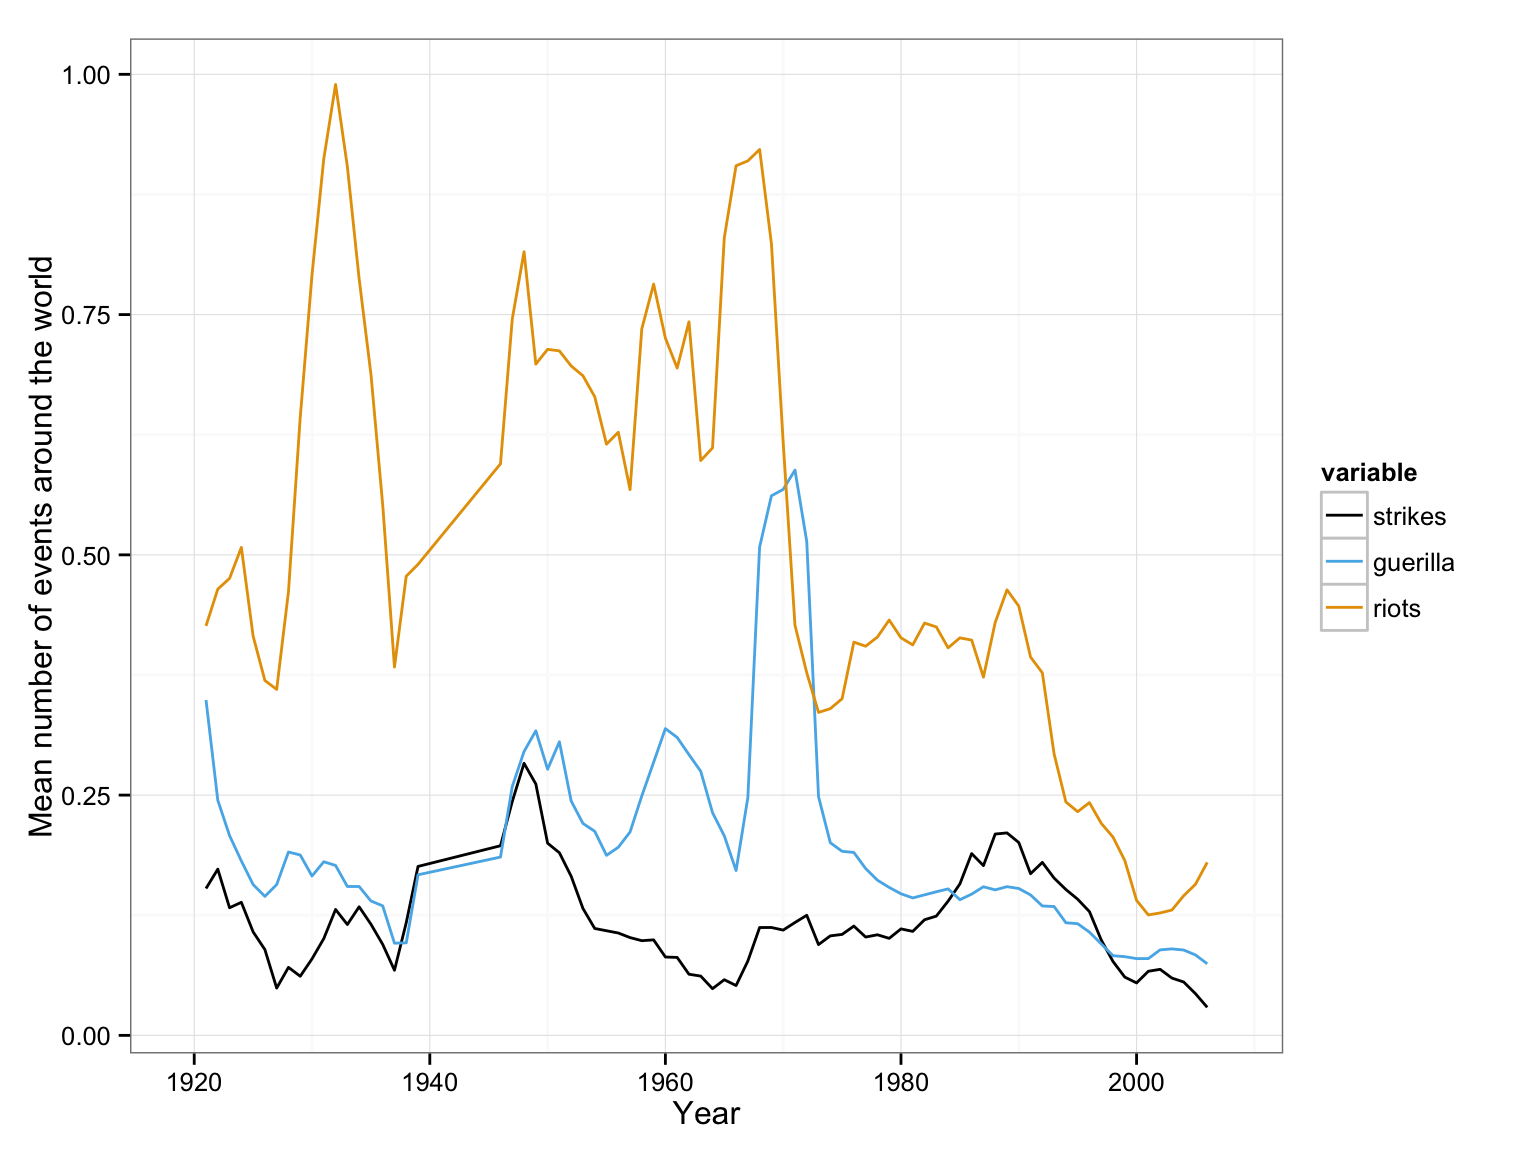 Mean number of events around the world
1.00
0.75
0.50
0.25
0.00
1920 1940 1960 1980 2000
Year
variable
strikes
guerilla
riots